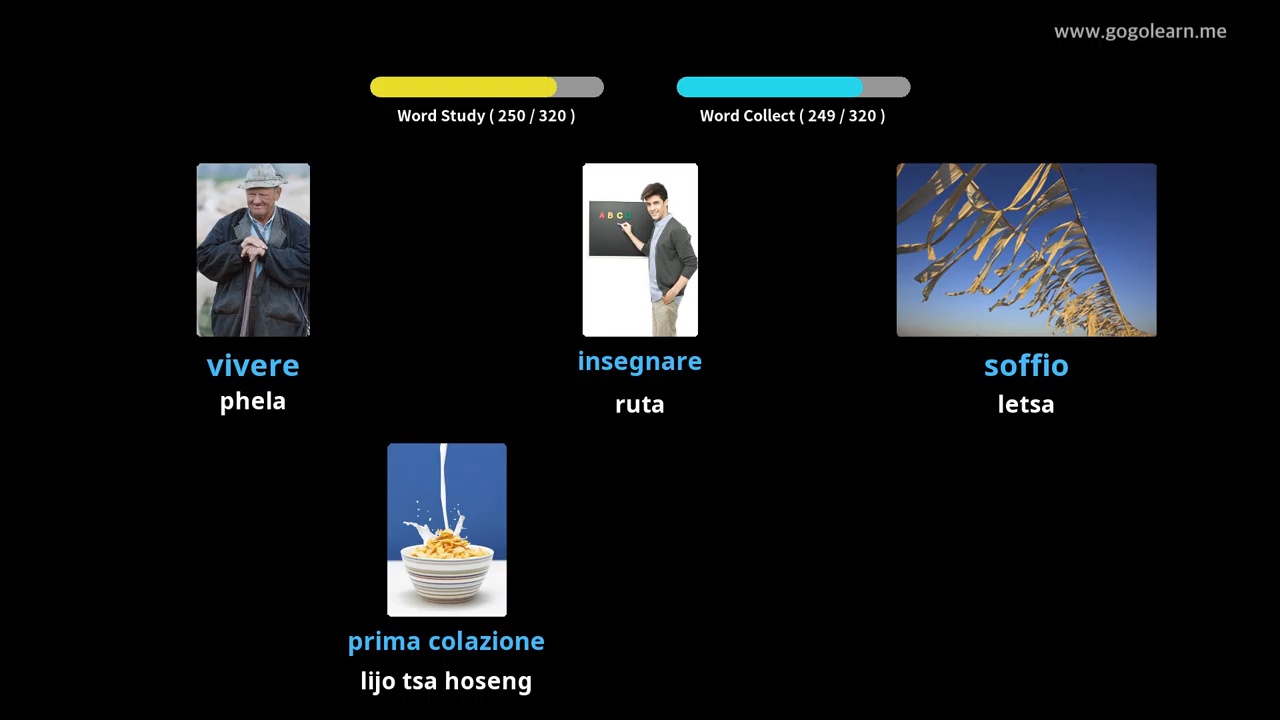 www.gogolearn.me
Word Study ( 250 / 320 )
Word Collect ( 249 / 320 )
A B C D
vivere
phela
insegnare
ruta
soffio
letsa
prima colazione
lijo tsa hoseng